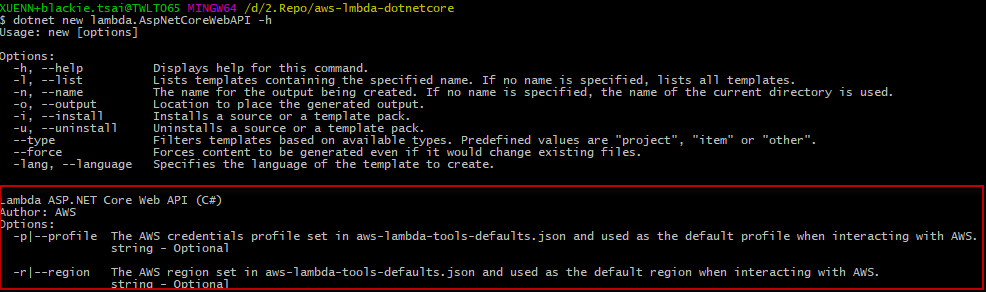 XUENN+blackie.tsai@TWLT065 MINGW64 /d/2.Repo/aws-lmbda-dotnetcore
$ dotnet new lambda.AspNetCoreWebAPI -h
Usage: new [options]
Options:
-h, --help Displays help for this command.
-l, --list Lists templates containing the specified name. If no name is specified, lists all templates.
-n, --name The name for the output being created. If no name is specified, the name of the current directory is used.
-o, --output Location to place the generated output.
-i, --install Installs a source or a template pack.
-u, --uninstall Uninstalls a source or a template pack.
--type Filters templates based on available types. Predefined values are "project", "item" or "other".
--force Forces content to be generated even if it would change existing files.
-lang, --language Specifies the language of the template to create.
Lambda ASP.NET Core Web API (C#)
Author: AWS
Options:
-p|--profile The AWS credentials profile set in aws-lambda-tools-defaults.json and used as the default profile when interacting with AWS.
string - Optional
-r|--region The AWS region set in aws-lambda-tools-defaults.json and used as the default region when interacting with AWS.
string - Optional